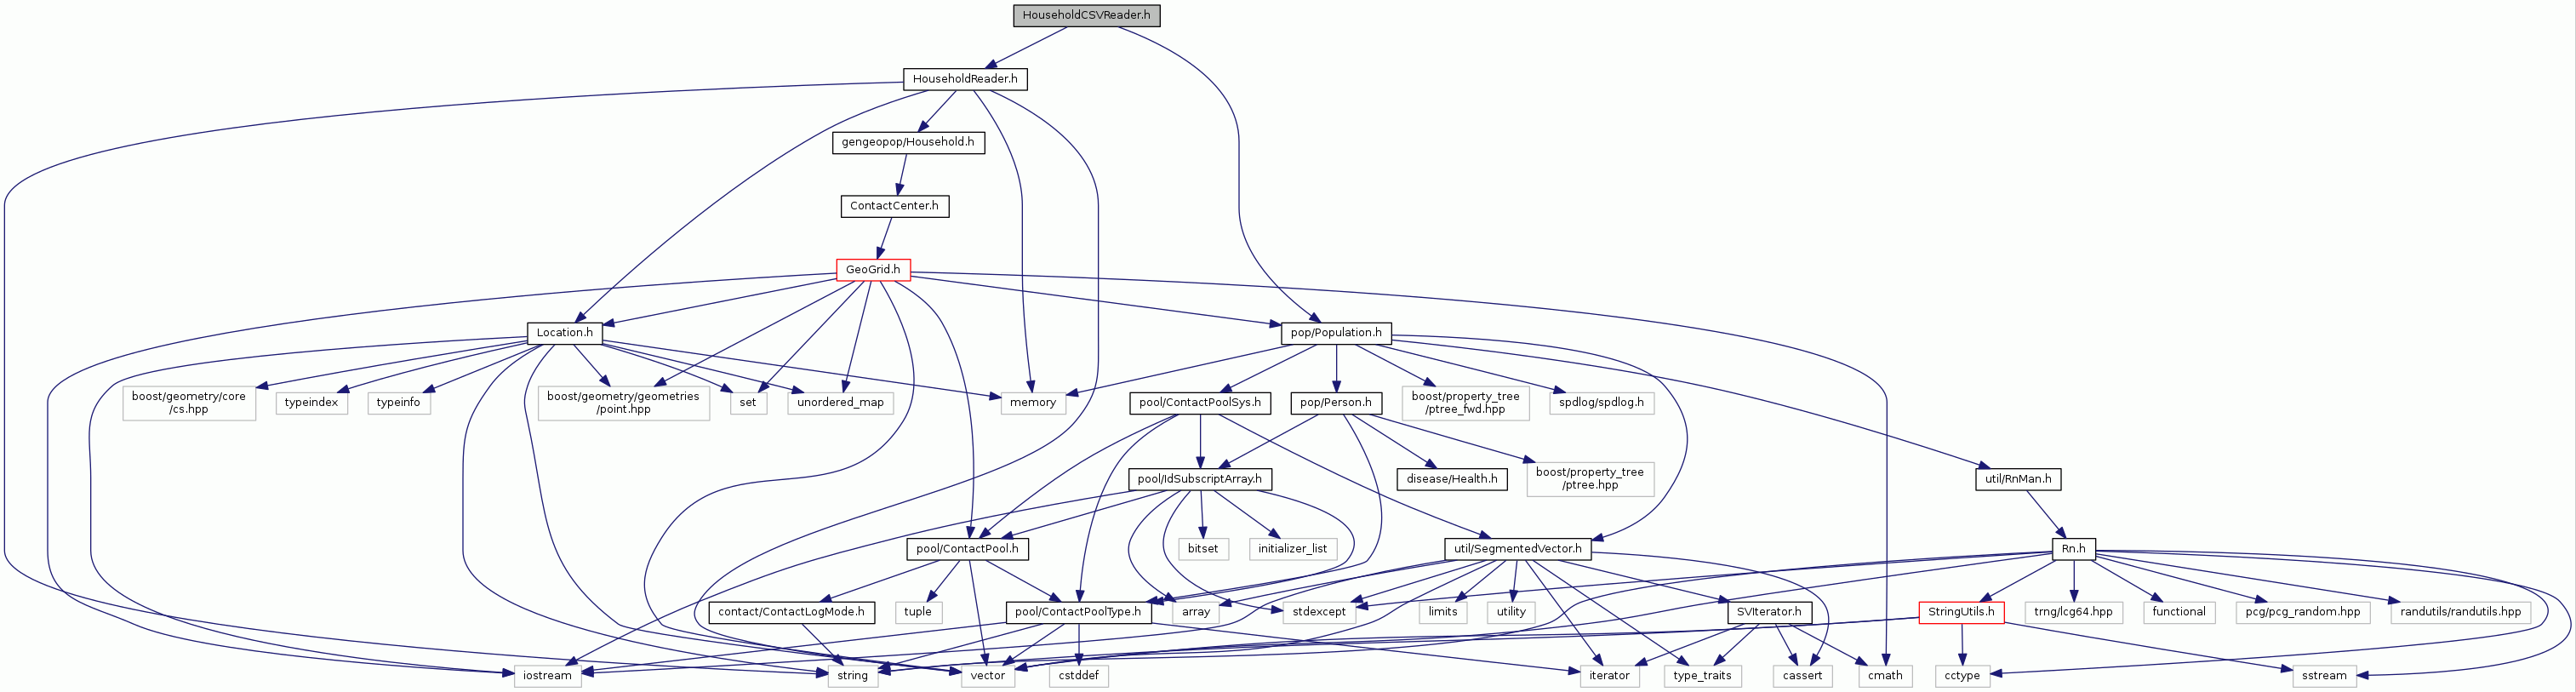 HouseholdCSVReader.h
HouseholdReader.h
gengeopop/Household.h
ContactCenter.h
GeoGrid.h
Location.h
pop/Population.h
boost/geometry/core
/cs.hpp
typeindex
typeinfo
boost/geometry/geometries
/point.hpp
set
unordered_map
memory
pool/ContactPoolSys.h
pop/Person.h
boost/property_tree
/ptree_fwd.hpp
spdlog/spdlog.h
pool/IdSubscriptArray.h
disease/Health.h
boost/property_tree
/ptree.hpp
util/RnMan.h
pool/ContactPool.h
bitset
initializer_list
util/SegmentedVector.h
Rn.h
contact/ContactLogMode.h
tuple
pool/ContactPoolType.h
array
stdexcept
limits
utility
SVIterator.h
StringUtils.h
trng/lcg64.hpp
functional
pcg/pcg_random.hpp
randutils/randutils.hpp
iostream
string
vector
cstddef
iterator
type_traits
cassert
cmath
cctype
sstream